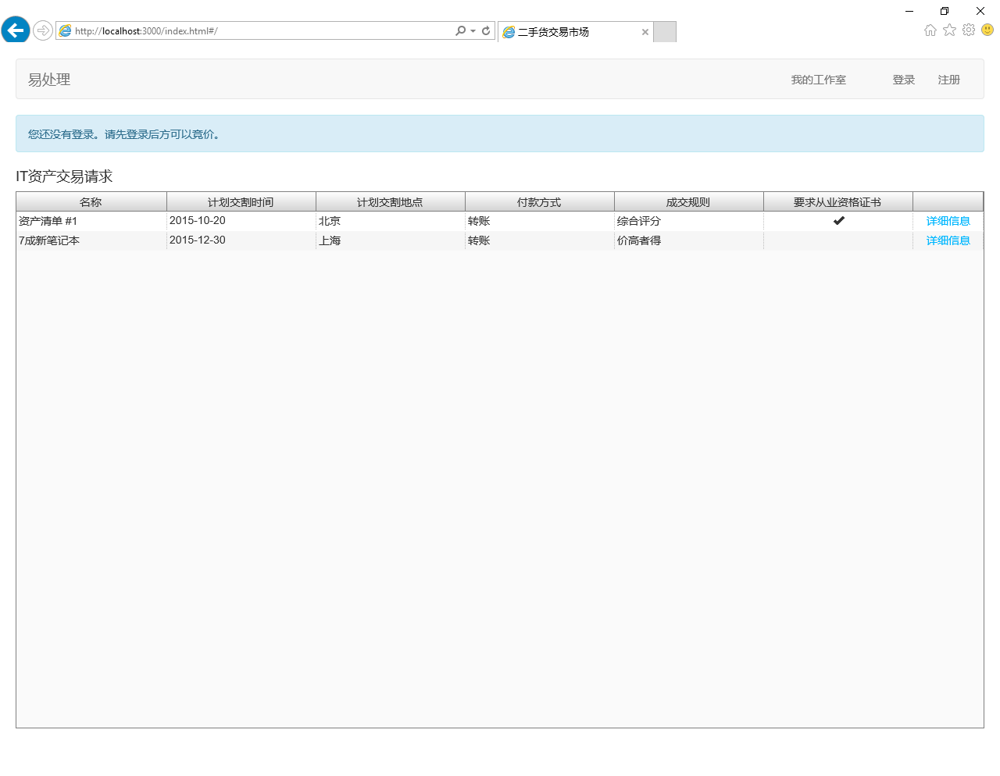 http://localhost:3000/index.html#/
二手货交易市场
易处理
我的工作室 登录 注册
您还没有登录。请先登录后方可以竞价。
IT资产交易请求
名称 计划交割时间 计划交割地点 付款方式 成交规则 要求从业资格证书
资产清单 #1 2015-10-20 北京 转账 综合评分 ✔ 详细信息
7成新笔记本 2015-12-30 上海 转账 价高者得 详细信息